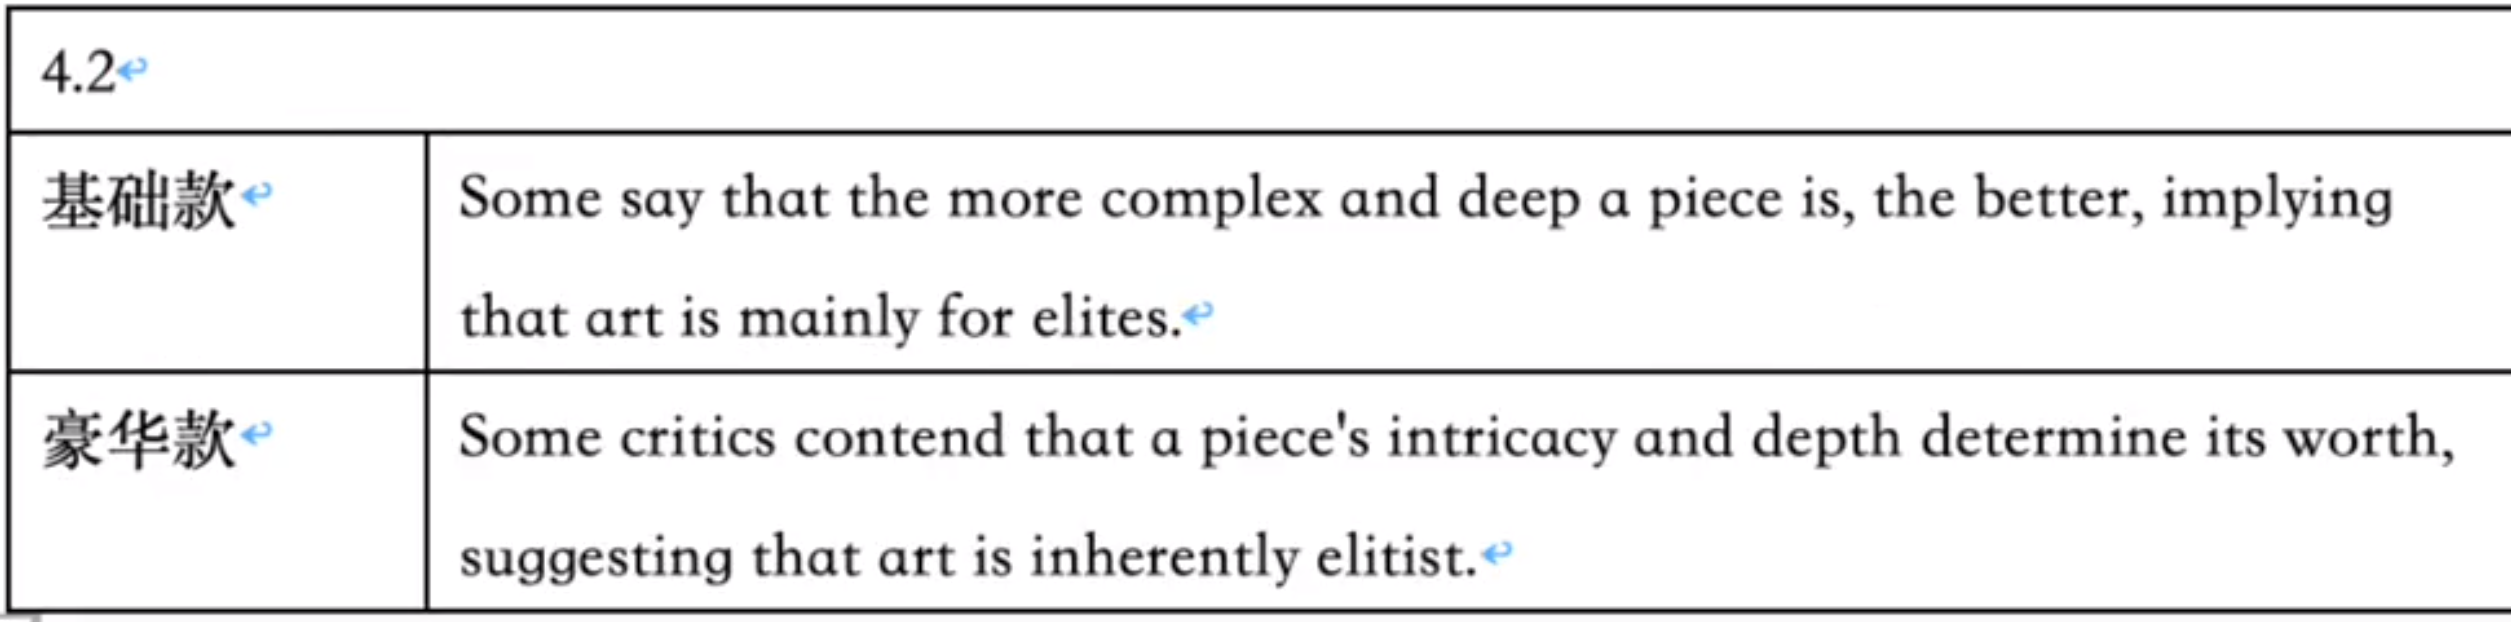 4.2
基础款
Some say that the more complex and deep a piece is, the better, implying
that art is mainly for elites.
豪华款
Some critics contend that a piece's intricacy and depth determine its worth,
suggesting that art is inherently elitist.